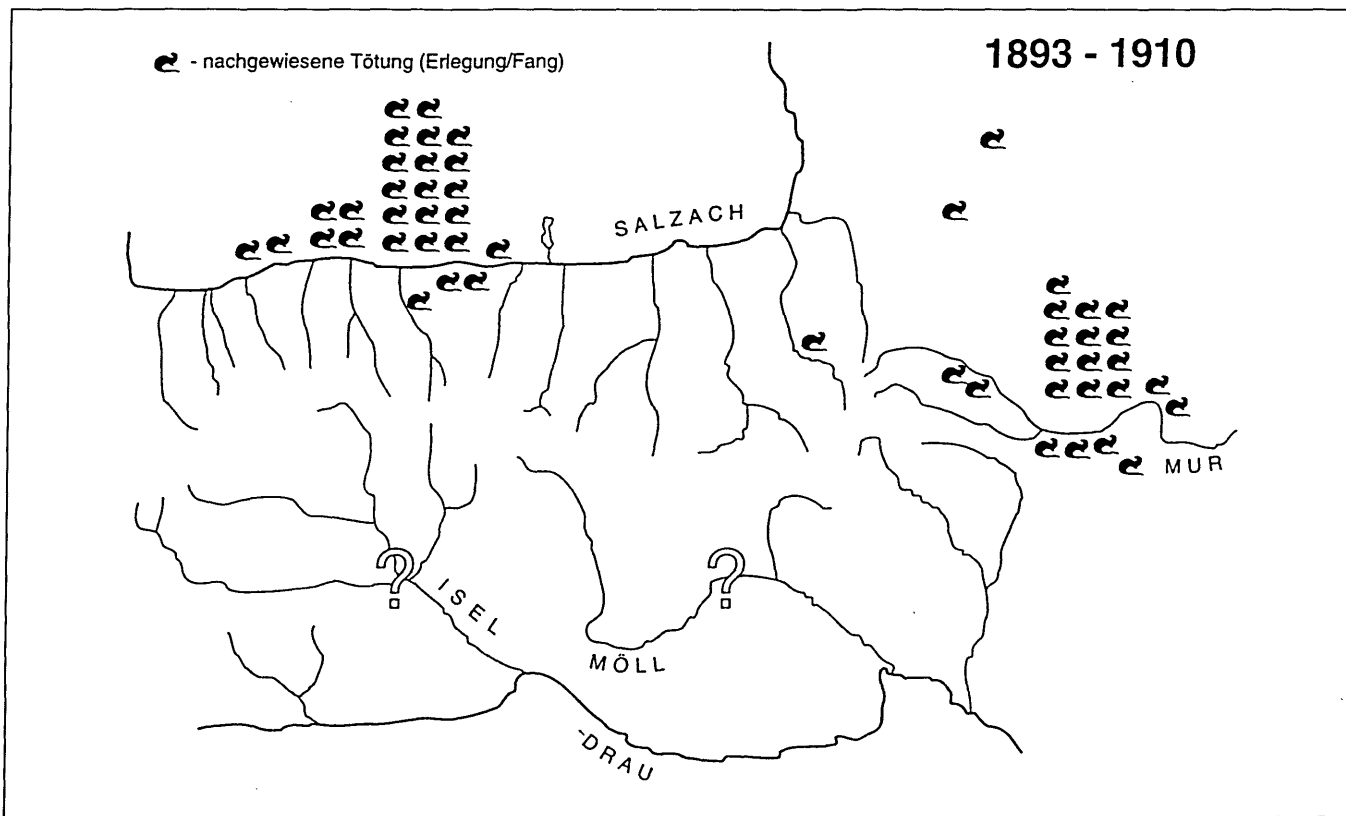 - nachgewiesene Tötung (Erlegung/Fang)
1893 - 1910
SALZACH
MUR
?
?
ISEL
MÖLL
-DRAU